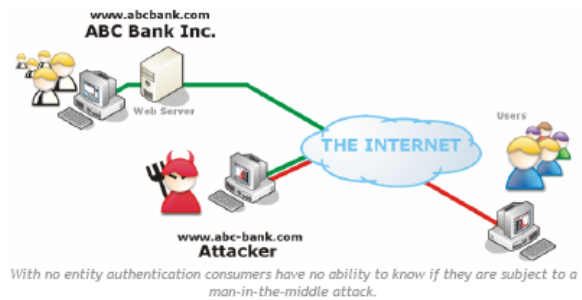 www.abcbank.com
ABC Bank Inc.
Web Server
Users
THE INTERNET
www.abc-bank.com
Attacker
With no entity authentication consumers have no ability to know if they are subject to a
man-in-the-middle attack.